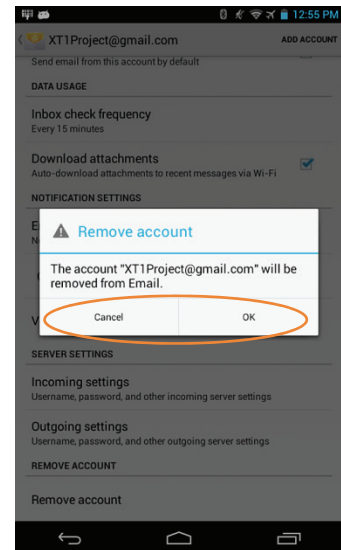 12:55 PM
XT1Project@gmail.com
ADD ACCOUNT
Send email from this account by default
DATA USAGE
Inbox check frequency
Every 15 minutes
Download attachments
Auto-download attachments to recent messages via Wi-Fi
NOTIFICATION SETTINGS
E
N
Remove account
The account "XT1Project@gmail.com" will be
removed from Email.
V
Cancel OK
SERVER SETTINGS
Incoming settings
Username, password, and other incoming server settings
Outgoing settings
Username, password, and other outgoing server settings
REMOVE ACCOUNT
Remove account